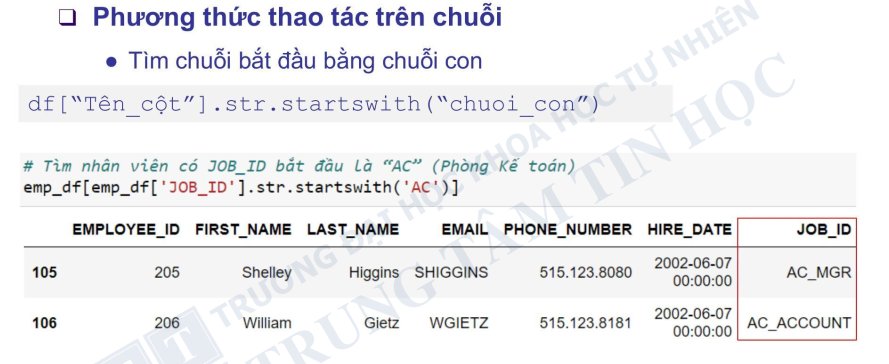 ❑ Phương thức thao tác trên chuỗi
● Tìm chuỗi bắt đầu bằng chuỗi con
df[“Tên_cột”].str.startswith(“chuoi_con”)
# Tìm nhân viên có JOB_ID bắt đầu là “AC” (Phòng Kế toán)
emp_df[emp_df['JOB_ID'].str.startswith('AC')]
EMPLOYEE_ID FIRST_NAME LAST_NAME EMAIL PHONE_NUMBER HIRE_DATE JOB_ID
105 205 Shelley Higgins SHIGGINS 515.123.8080 2002-06-07 00:00:00 AC_MGR
106 206 William Gietz WGIETZ 515.123.8181 2002-06-07 00:00:00 AC_ACCOUNT
TRƯỜNG ĐẠI HỌC KHOA HỌC TỰ NHIÊN
TRUNG TÂM TIN HỌC